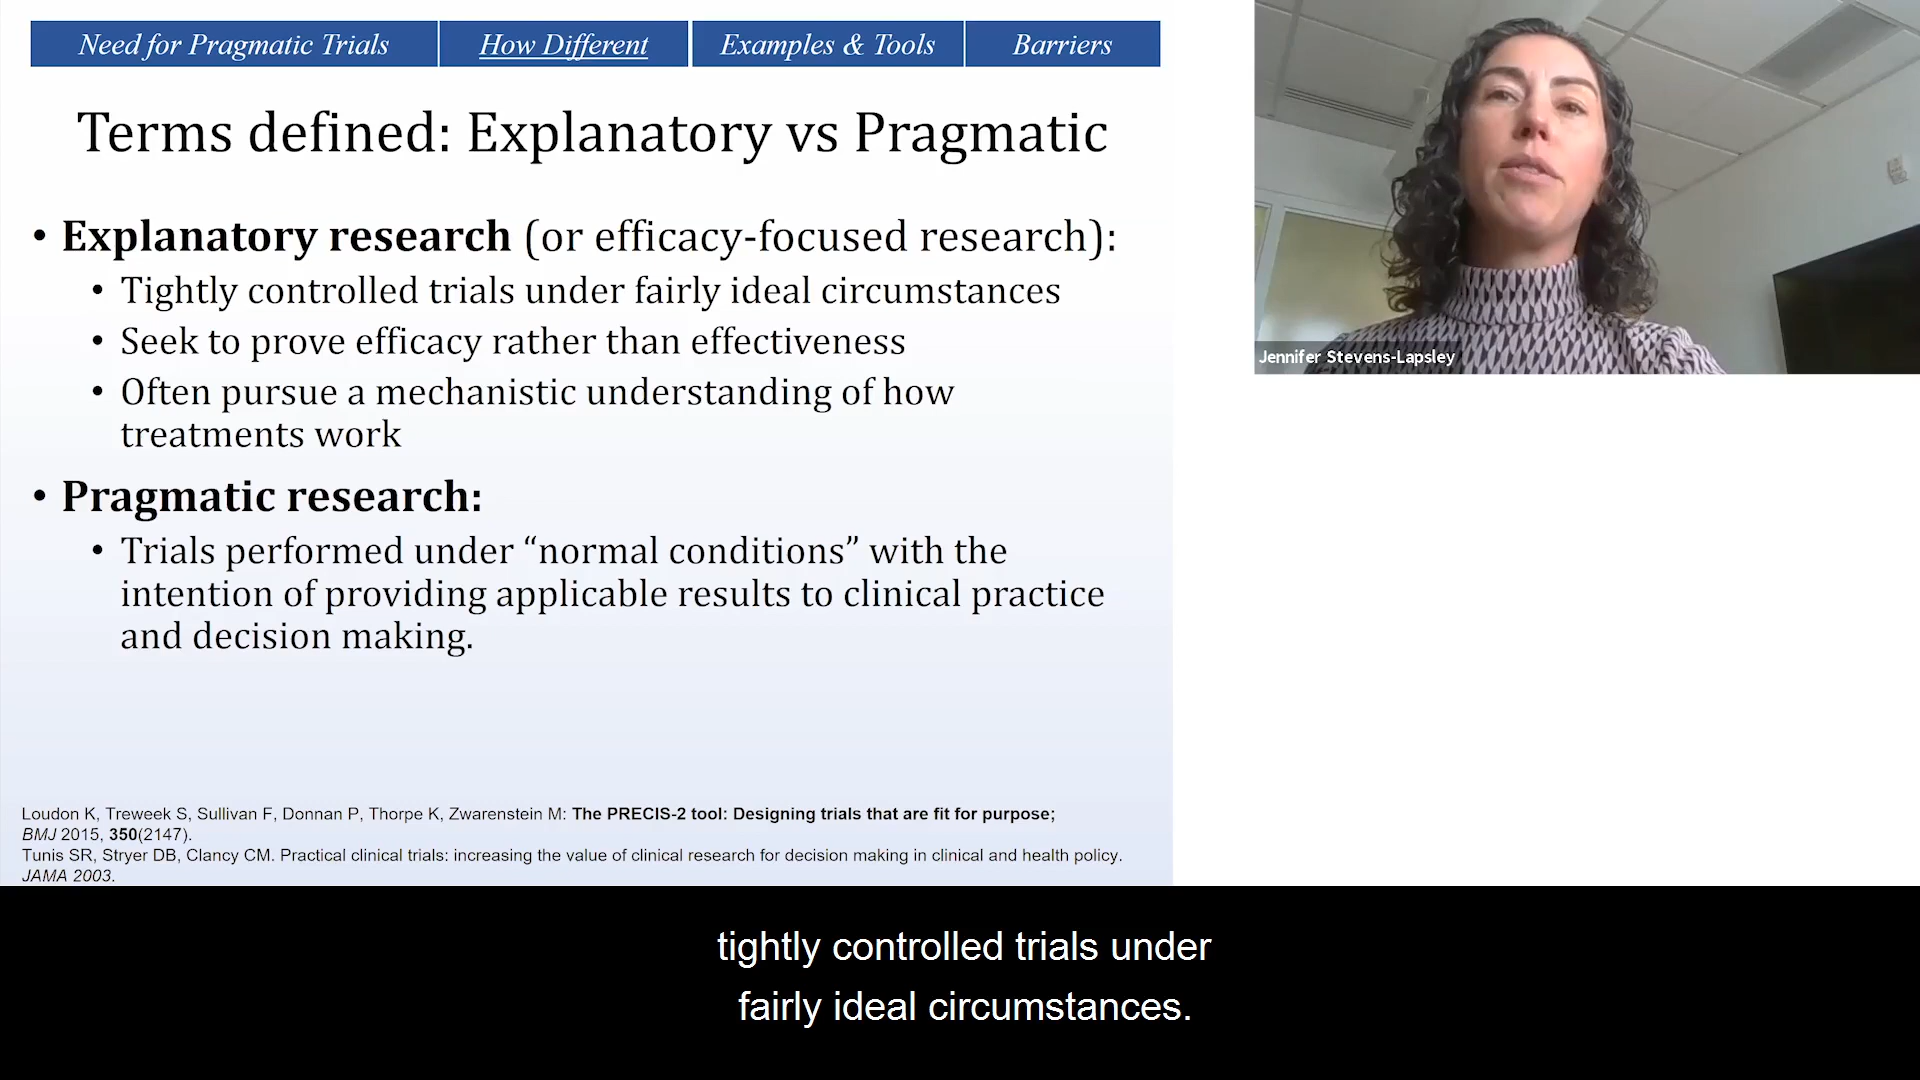 Need for Pragmatic Trials
How Different
Examples & Tools
Barriers
Terms defined: Explanatory vs Pragmatic
• Explanatory research (or efficacy-focused research):
• Tightly controlled trials under fairly ideal circumstances
• Seek to prove efficacy rather than effectiveness
• Often pursue a mechanistic understanding of how
treatments work
• Pragmatic research:
• Trials performed under “normal conditions” with the
intention of providing applicable results to clinical practice
and decision making.
Loudon K, Treweek S, Sullivan F, Donnan P, Thorpe K, Zwarenstein M: The PRECIS-2 tool: Designing trials that are fit for purpose;
BMJ 2015, 350(2147).
Tunis SR, Stryer DB, Clancy CM. Practical clinical trials: increasing the value of clinical research for decision making in clinical and health policy.
JAMA 2003.
Jennifer Stevens-Lapsley
tightly controlled trials under
fairly ideal circumstances.